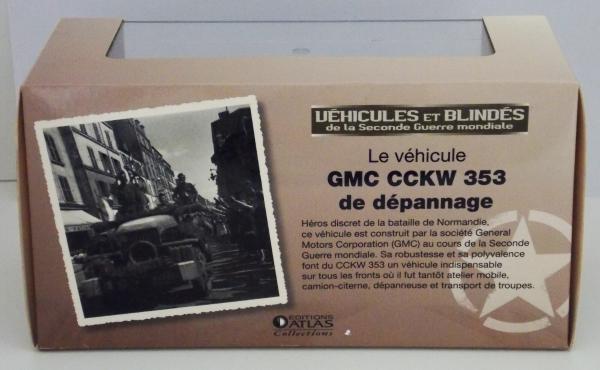 VÉHICULES ET BLINDÉS
de la Seconde Guerre mondiale
Le véhicule
GMC CCKW 353
de dépannage
Héros discret de la bataille de Normandie,
ce véhicule est construit par la société General
Motors Corporation (GMC) au cours de la Seconde
Guerre mondiale. Sa robustesse et sa polyvalence
font du CCKW 353 un véhicule indispensable
sur tous les fronts où il fut tantôt atelier mobile,
camion-citerne, dépanneuse et transport de troupes.
EDITIONS
ATLAS
Collections